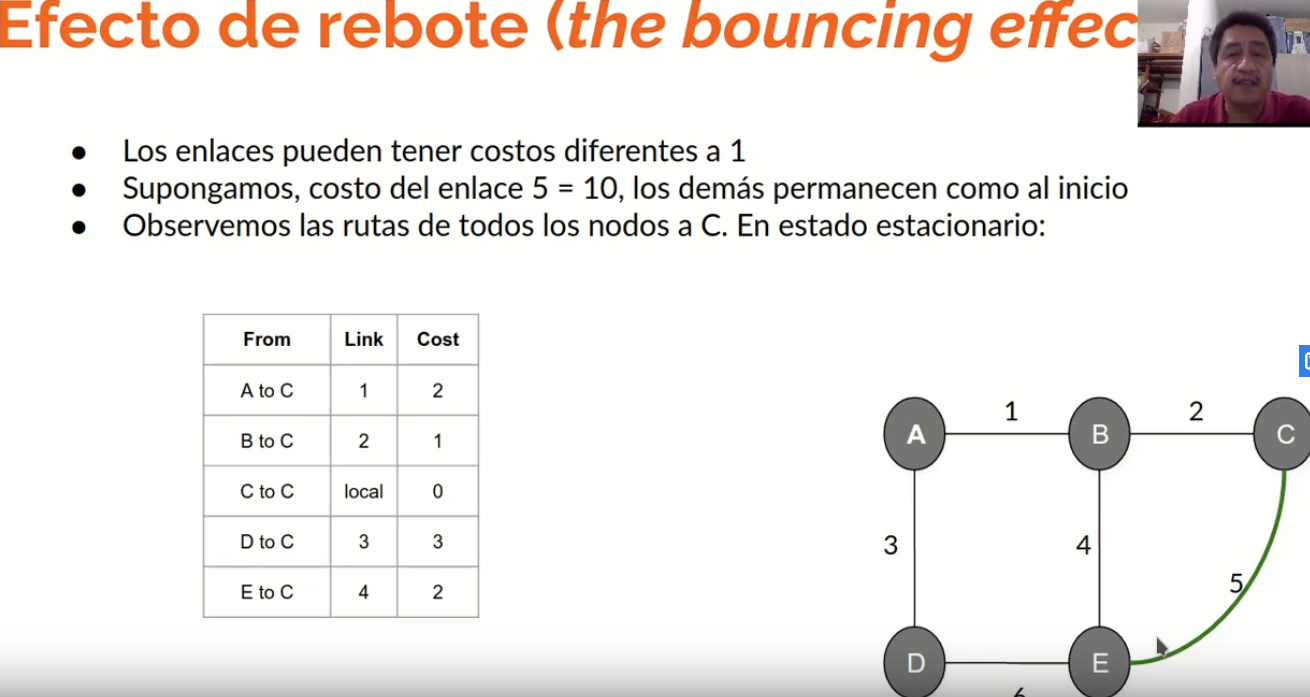 Efecto de rebote (the bouncing effec
● Los enlaces pueden tener costos diferentes a 1
● Supongamos, costo del enlace 5 = 10, los demás permanecen como al inicio
● Observemos las rutas de todos los nodos a C. En estado estacionario:
From Link Cost
A to C 1 2
B to C 2 1
C to C local 0
D to C 3 3
E to C 4 2
1 2
A B C
3 4
5
D E
6